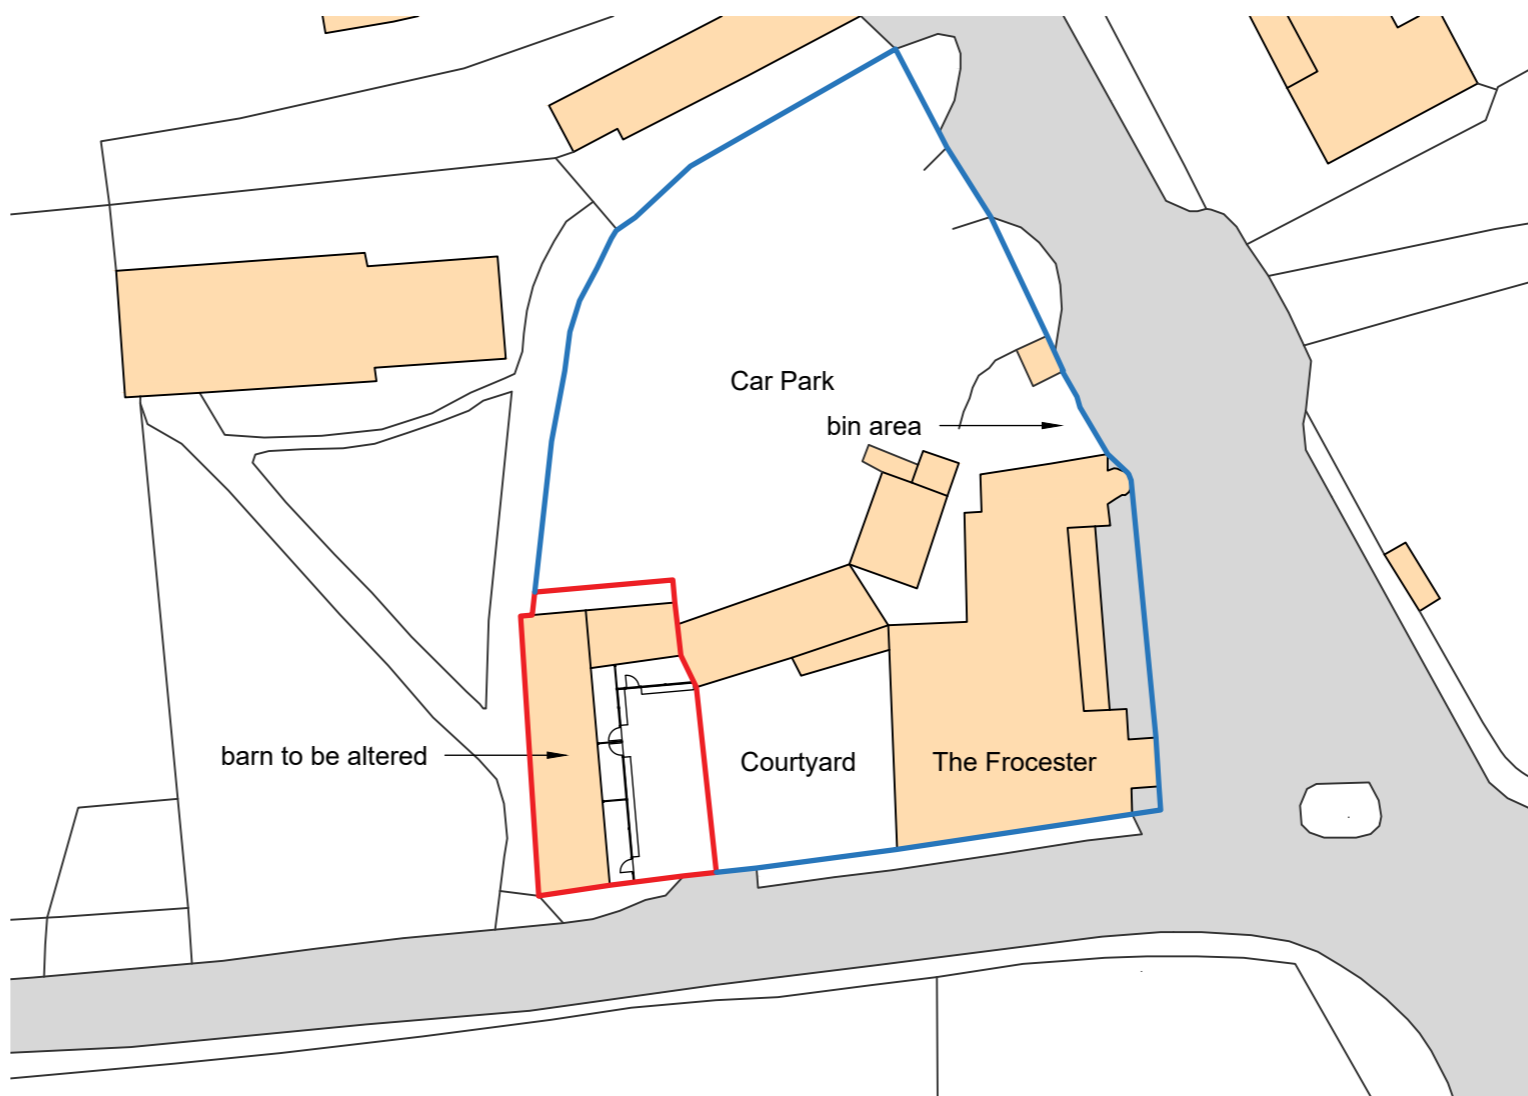 Car Park
bin area
barn to be altered
Courtyard
The Frocester